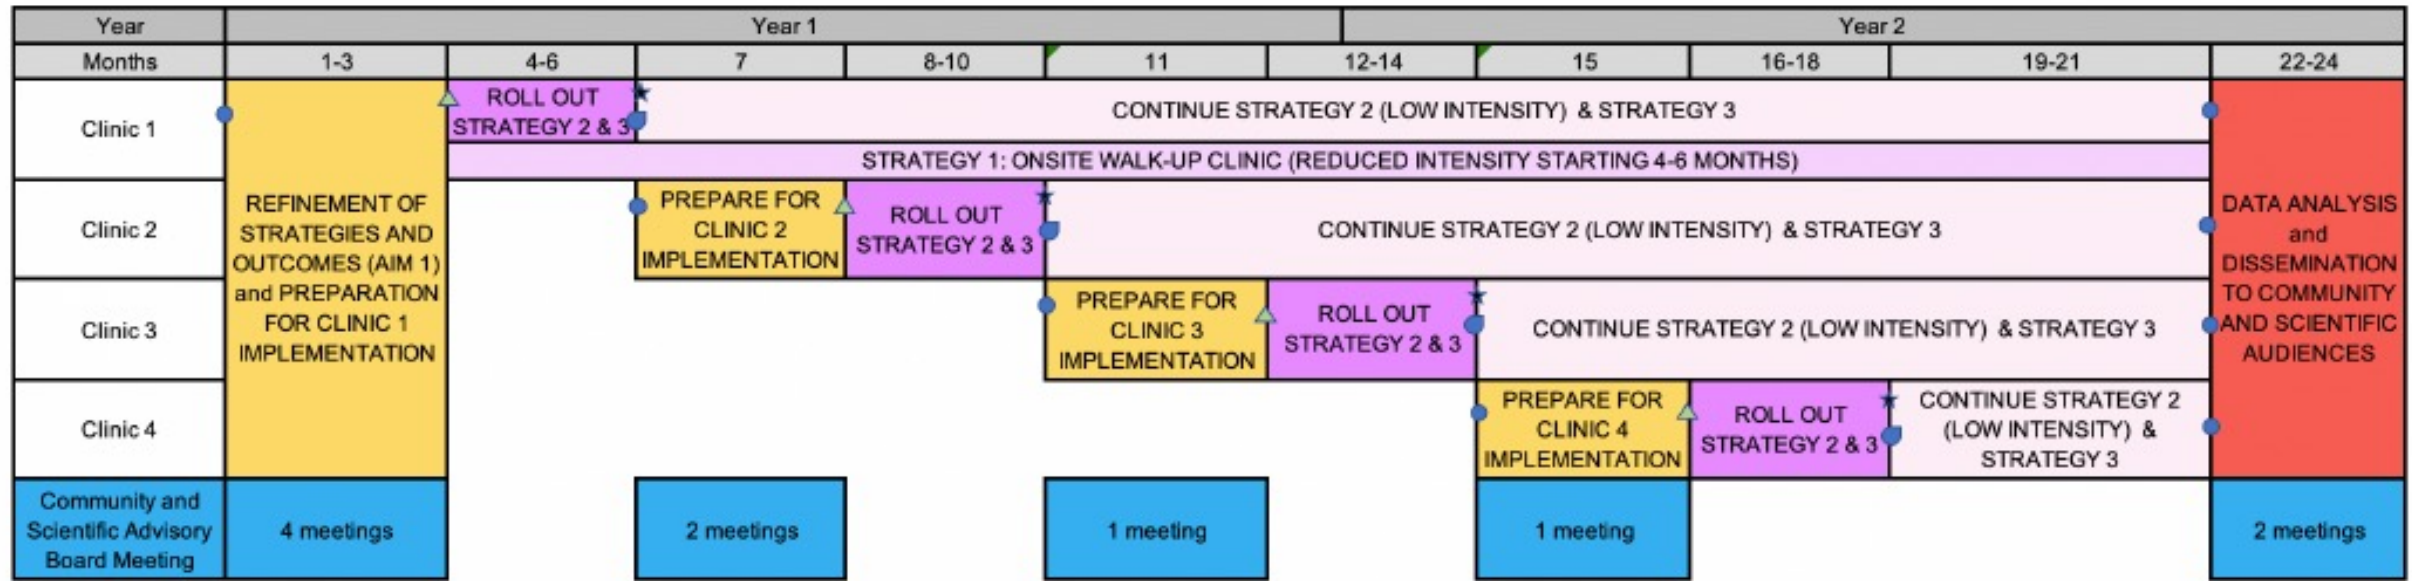 Year
Year 1
Year 2
Months
1-3
4-6
7
8-10
11
12-14
15
16-18
19-21
22-24
Clinic 1
REFINEMENT OF
STRATEGIES AND
OUTCOMES (AIM 1)
and PREPARATION
FOR CLINIC 1
IMPLEMENTATION
ROLL OUT
STRATEGY 2 & 3
CONTINUE STRATEGY 2 (LOW INTENSITY) & STRATEGY 3
STRATEGY 1: ONSITE WALK-UP CLINIC (REDUCED INTENSITY STARTING 4-6 MONTHS)
DATA ANALYSIS
and
DISSEMINATION
TO COMMUNITY
AND SCIENTIFIC
AUDIENCES
Clinic 2
PREPARE FOR
CLINIC 2
IMPLEMENTATION
ROLL OUT
STRATEGY 2 & 3
CONTINUE STRATEGY 2 (LOW INTENSITY) & STRATEGY 3
Clinic 3
PREPARE FOR
CLINIC 3
IMPLEMENTATION
ROLL OUT
STRATEGY 2 & 3
CONTINUE STRATEGY 2 (LOW INTENSITY) & STRATEGY 3
Clinic 4
PREPARE FOR
CLINIC 4
IMPLEMENTATION
ROLL OUT
STRATEGY 2 & 3
CONTINUE STRATEGY 2
(LOW INTENSITY) &
STRATEGY 3
Community and
Scientific Advisory
Board Meeting
4 meetings
2 meetings
1 meeting
1 meeting
2 meetings